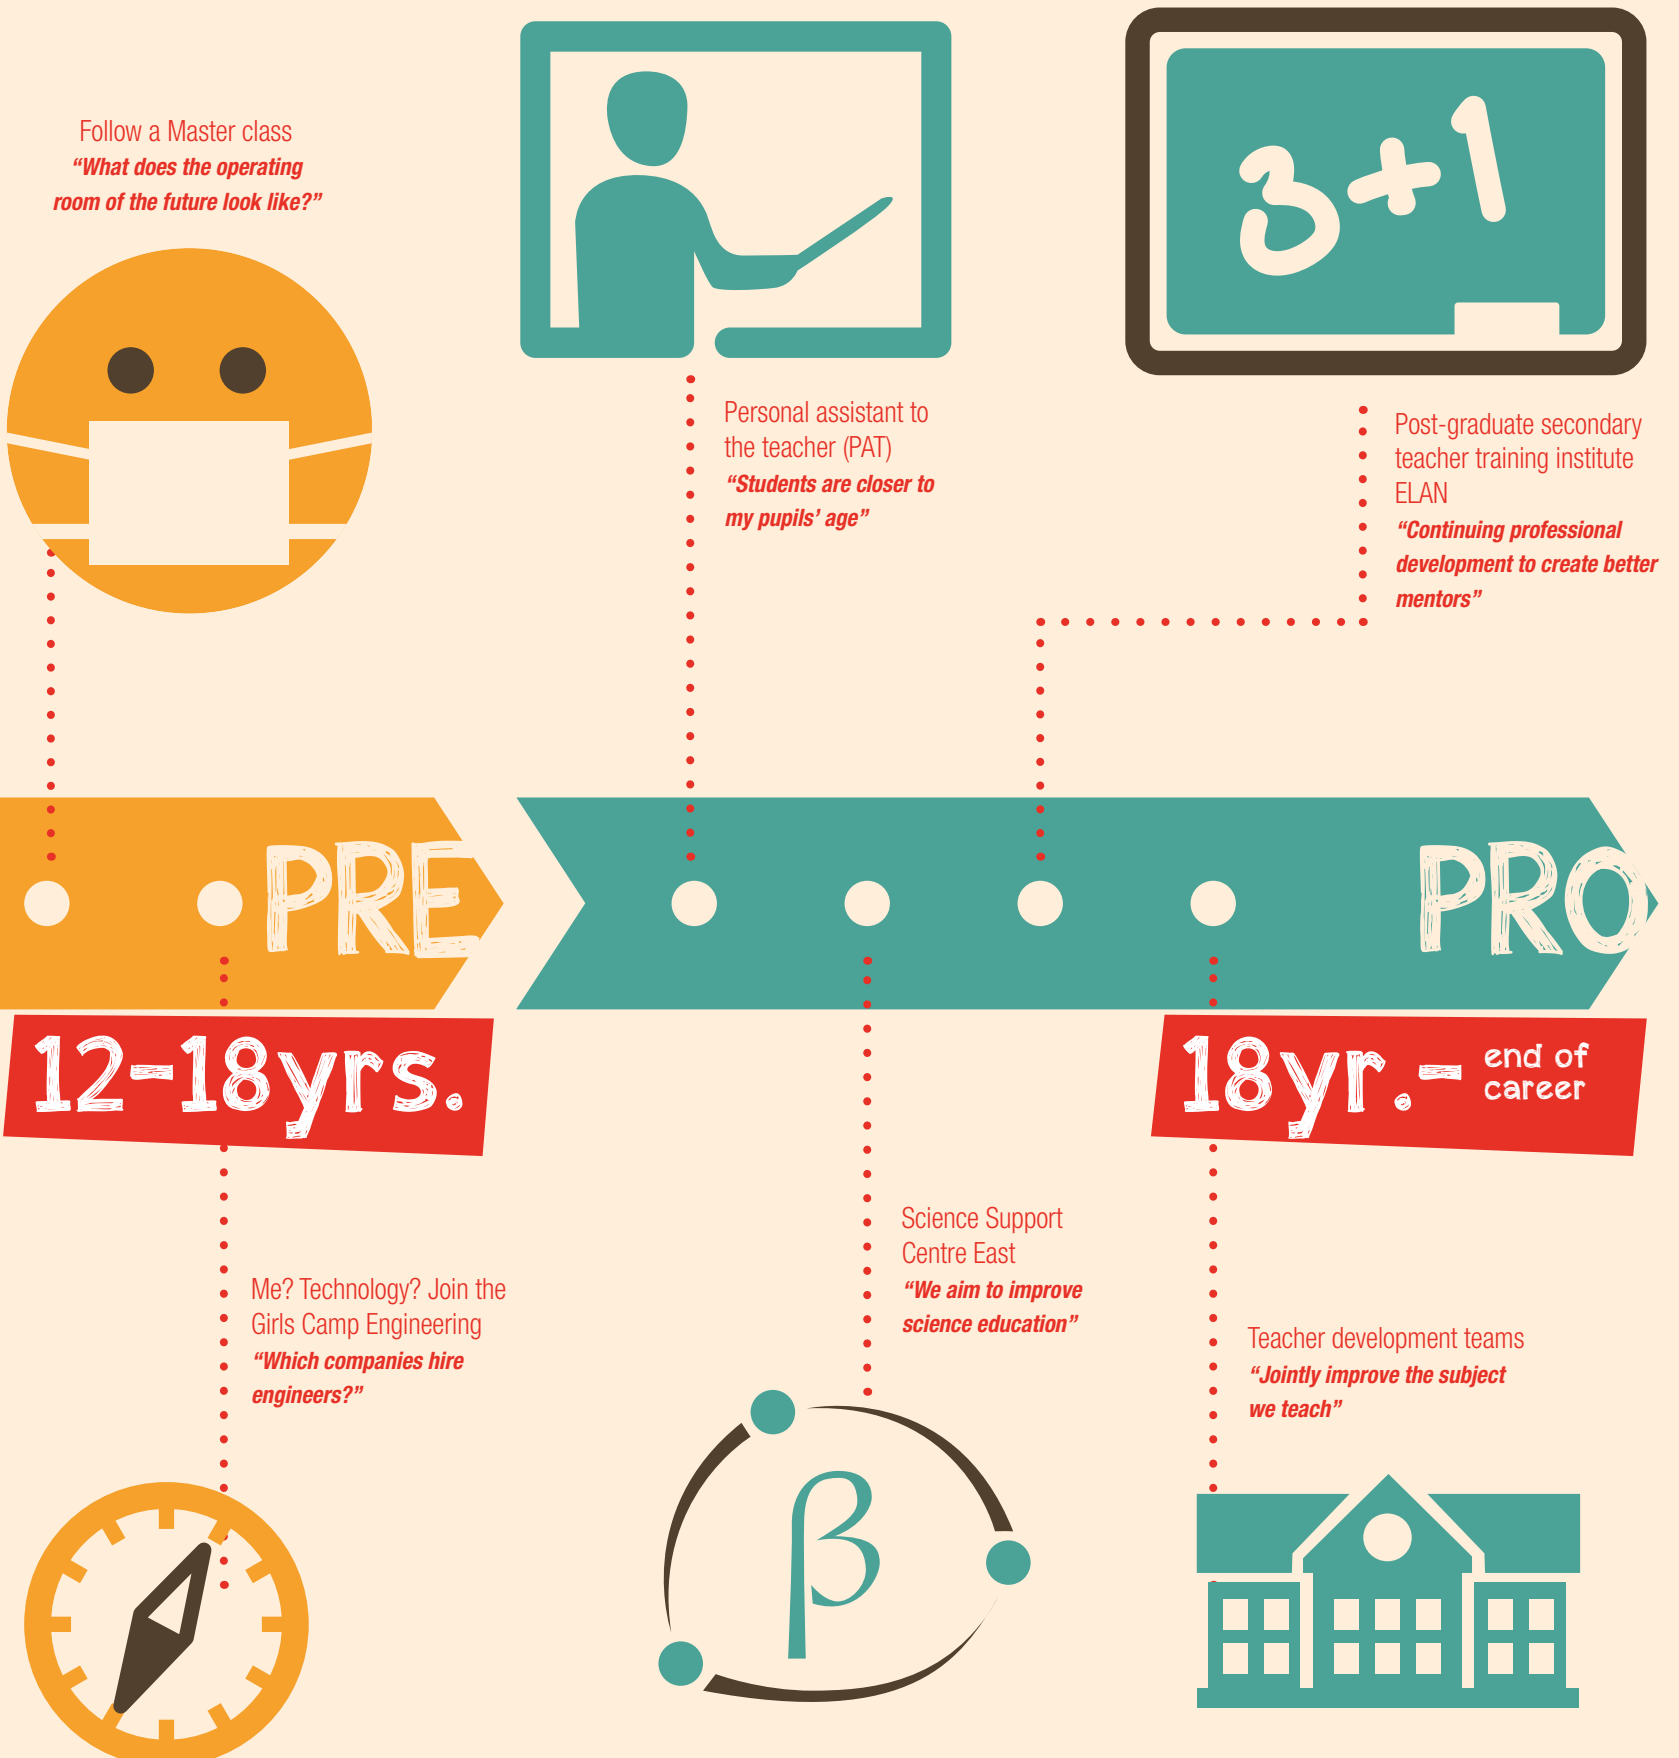 Follow a Master class
“What does the operating
room of the future look like?”
3+1
Personal assistant to
the teacher (PAT)
“Students are closer to
my pupils’ age”
Post-graduate secondary
teacher training institute
ELAN
“Continuing professional
development to create better
mentors”
PRE
PRO
12-18yrs.
18yr.- end of
career
Science Support
Centre East
“We aim to improve
science education”
Me? Technology? Join the
Girls Camp Engineering
“Which companies hire
engineers?”
Teacher development teams
“Jointly improve the subject
we teach”
β